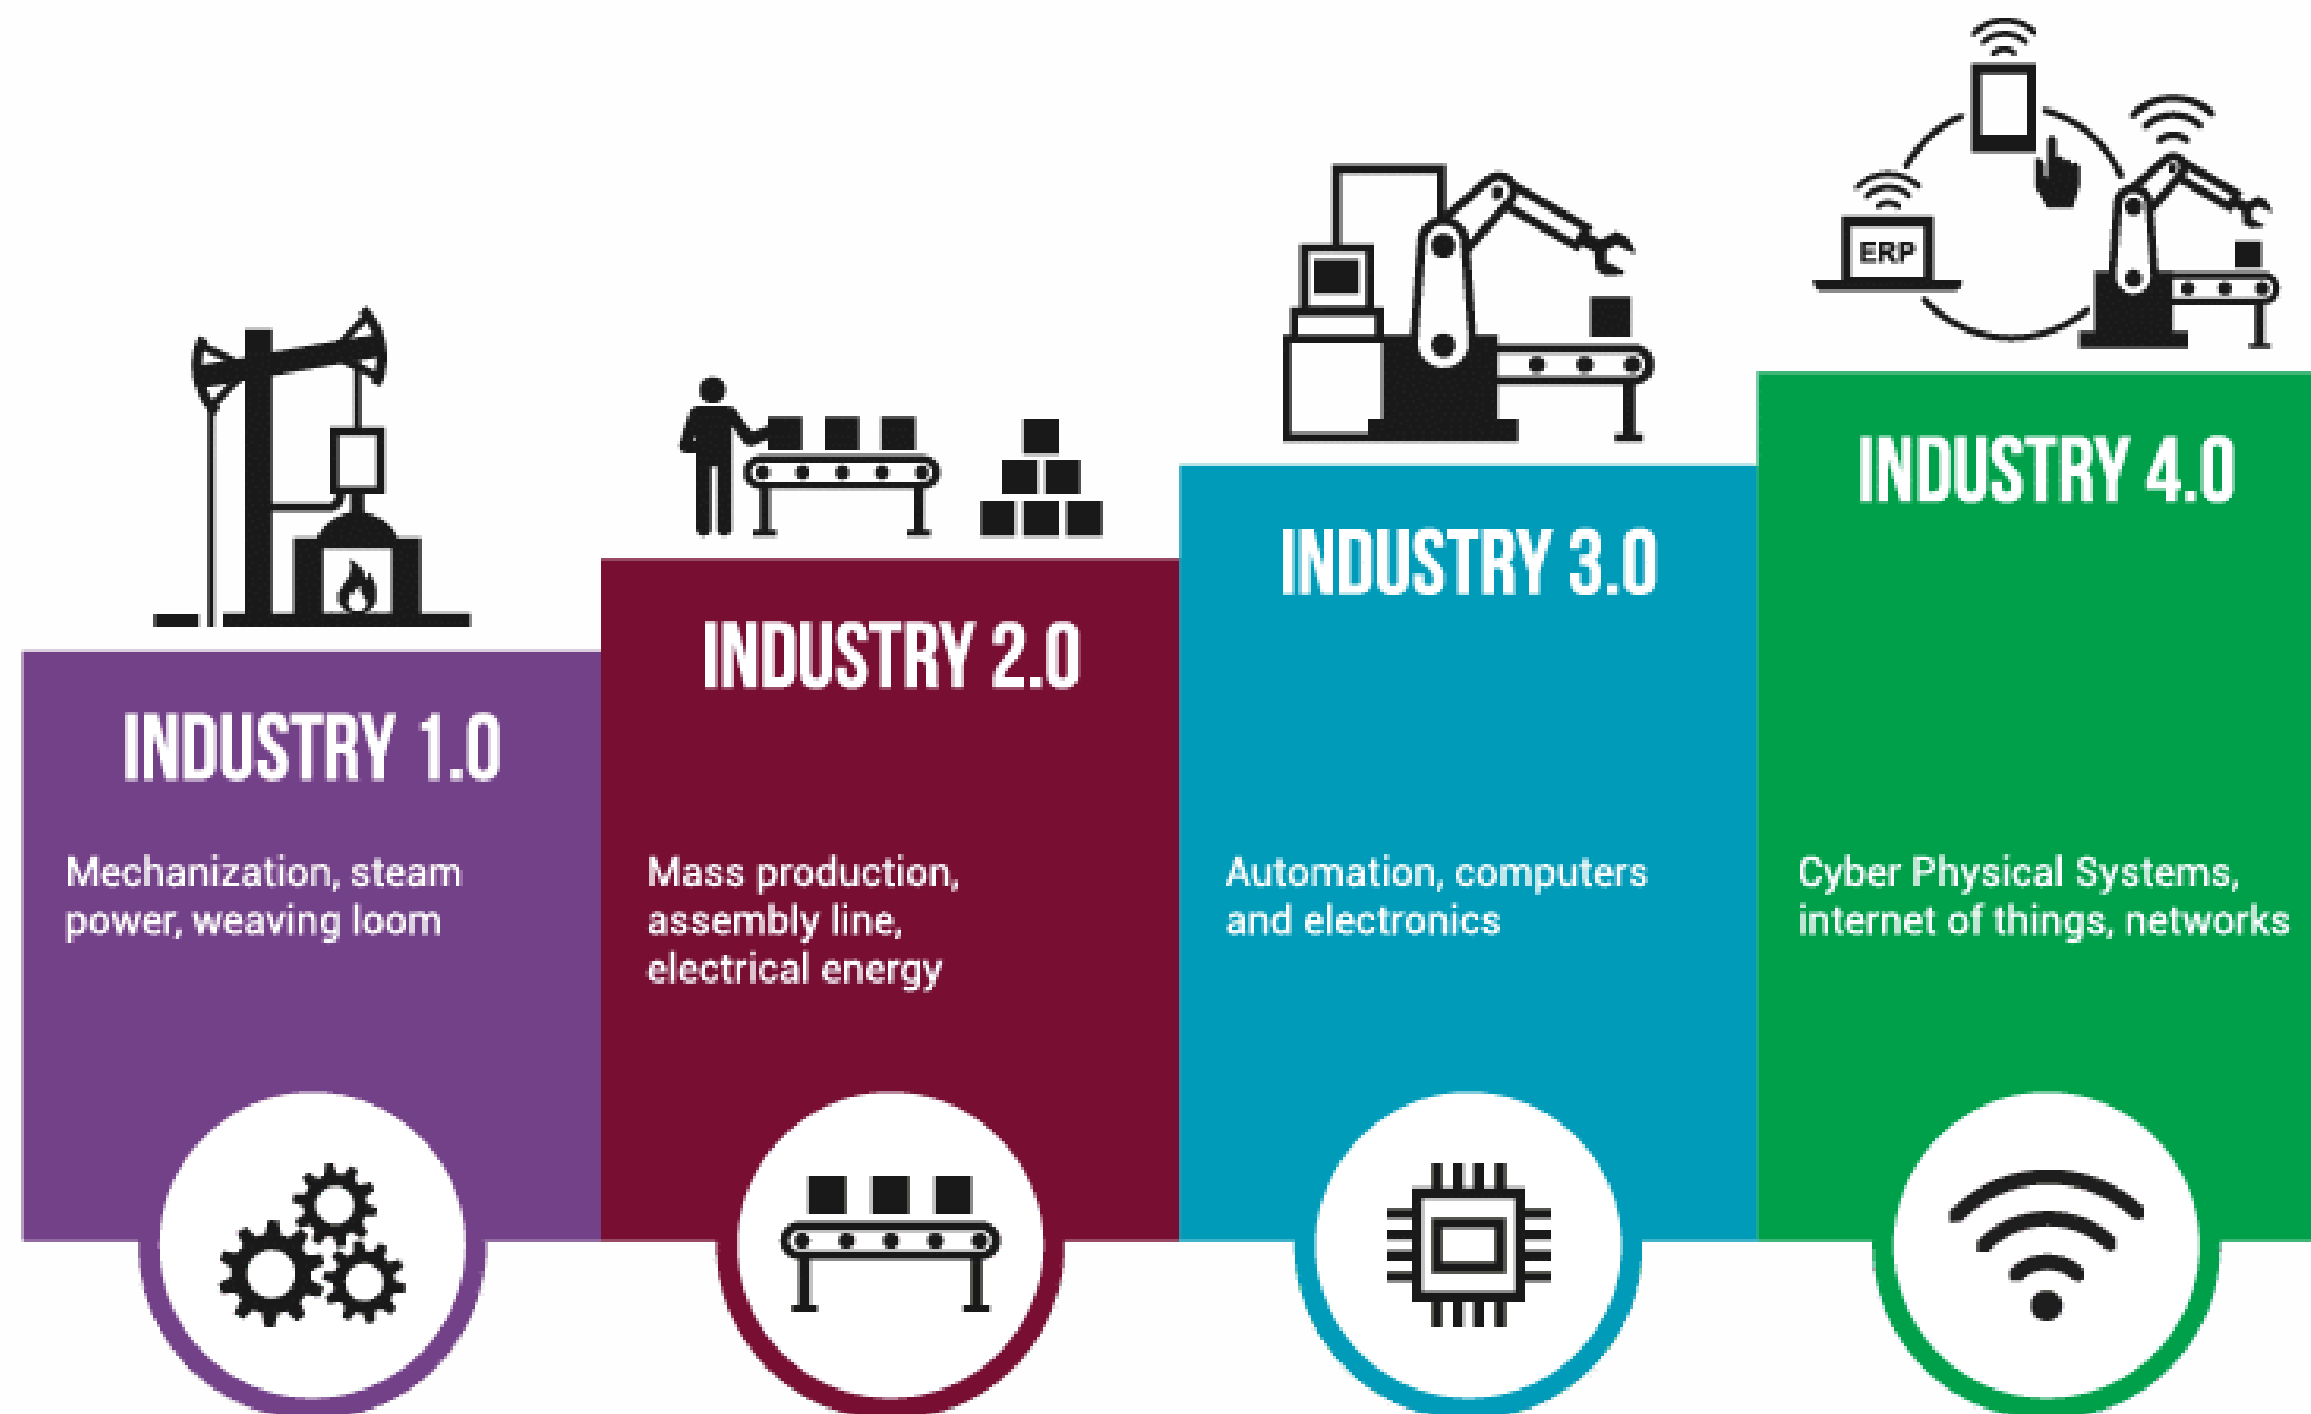 ERP
INDUSTRY 1.0
Mechanization, steam
power, weaving loom
INDUSTRY 2.0
Mass production,
assembly line,
electrical energy
INDUSTRY 3.0
Automation, computers
and electronics
INDUSTRY 4.0
Cyber Physical Systems,
internet of things, networks